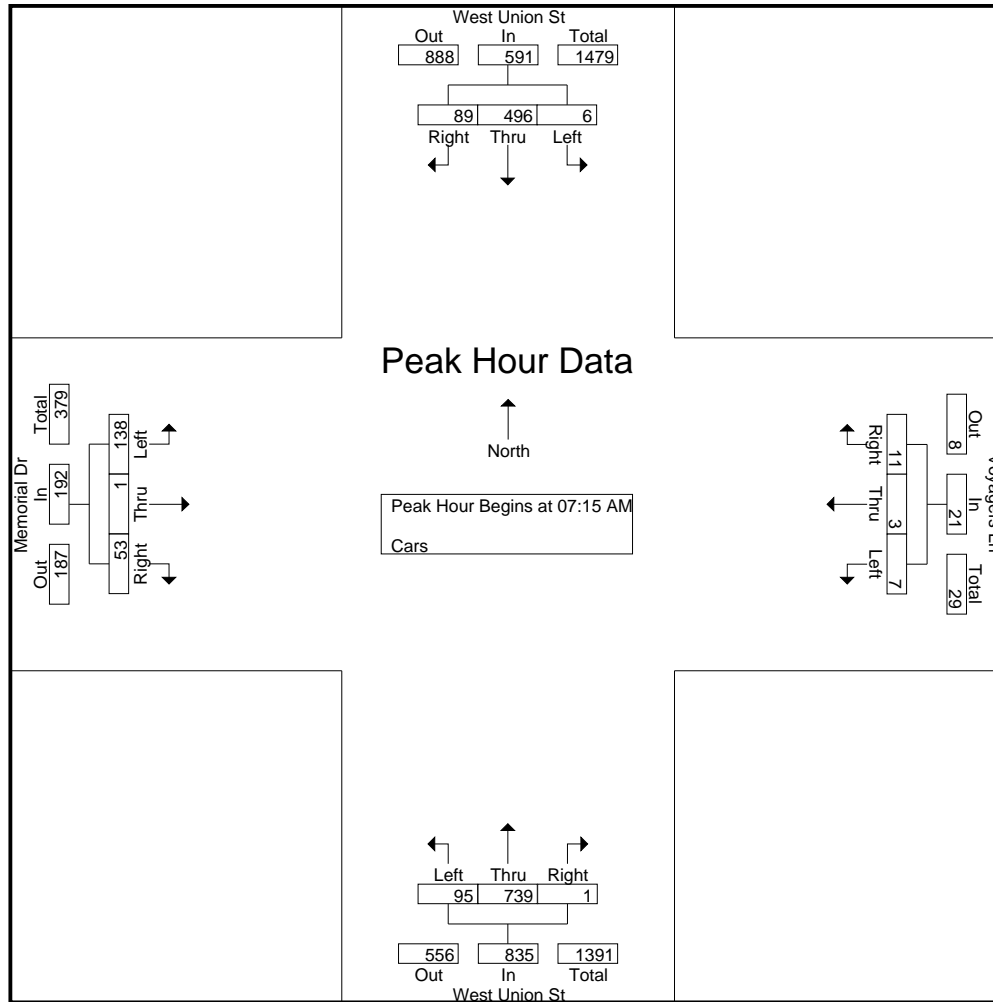 West Union St
Out In Total
888 591 1479
89 496 6
Right Thru Left
Peak Hour Data
North
Peak Hour Begins at 07:15 AM
Cars
Memorial Dr
Total In Out
379 192 187
138 1 53
Left Thru Right
Right Thru Left
11 3 7
8 21 29
Out In Total
Left Thru Right
95 739 1
556 835 1391
Out In Total
West Union St